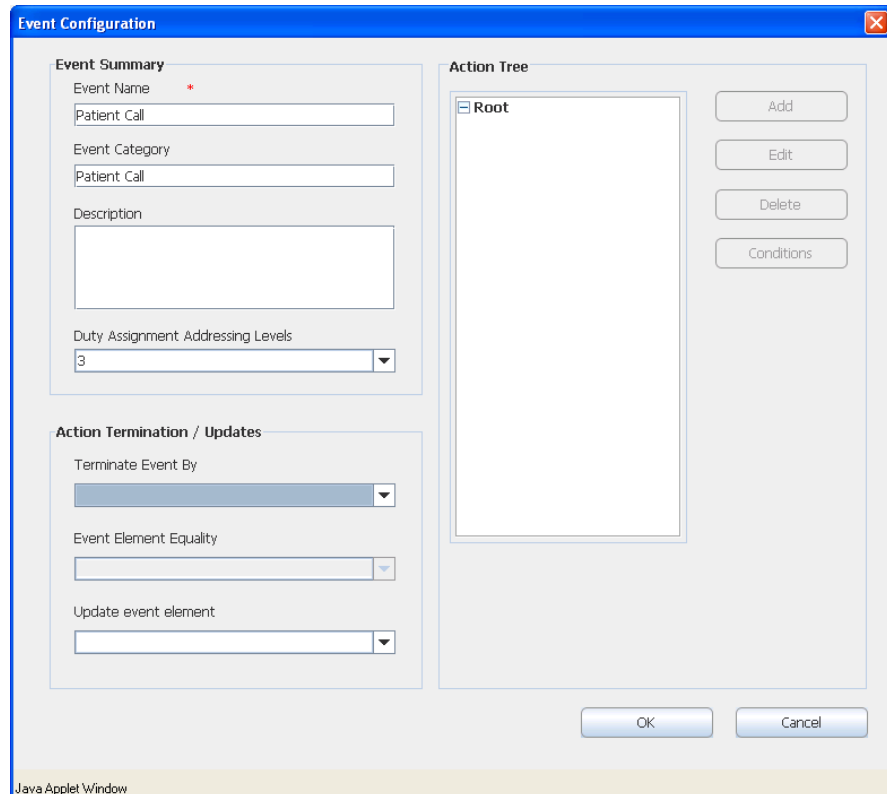 Event Configuration
Event Summary
Event Name *
Patient Call
Event Category
Patient Call
Description
Duty Assignment Addressing Levels
3
Action Termination / Updates
Terminate Event By
Event Element Equality
Update event element
Action Tree
Root
Add
Edit
Delete
Conditions
OK
Cancel
Java Applet Window